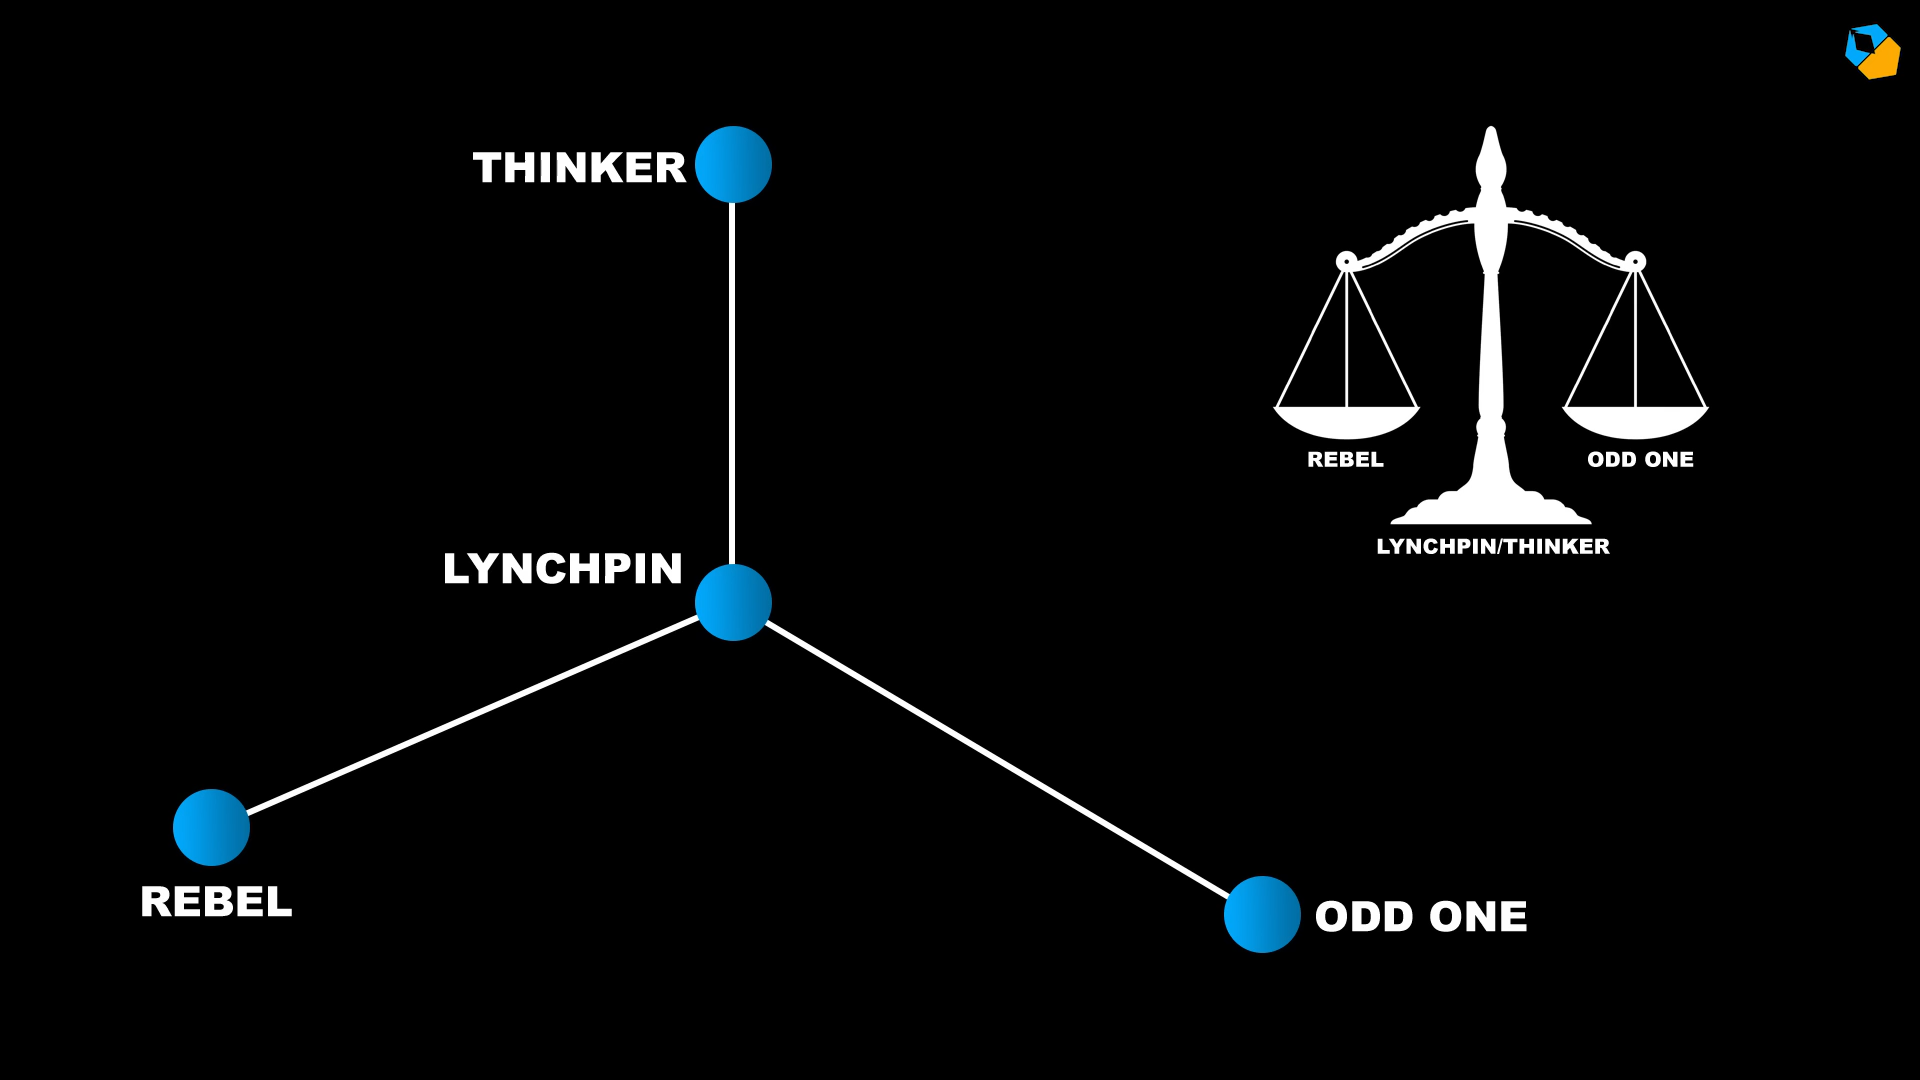 THINKER
LYNCHPIN
REBEL
ODD ONE
REBEL
ODD ONE
LYNCHPIN/THINKER